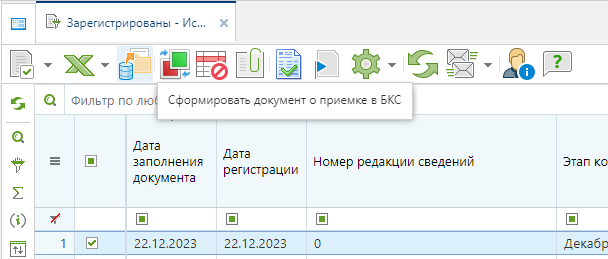 Зарегистрированы - Ис...
Фильтр по люб
Сформировать документ о приемке в БКС
Дата заполнения документа
Дата регистрации
Номер редакции сведений
Этап ко
1 22.12.2023 22.12.2023 0 Декабр